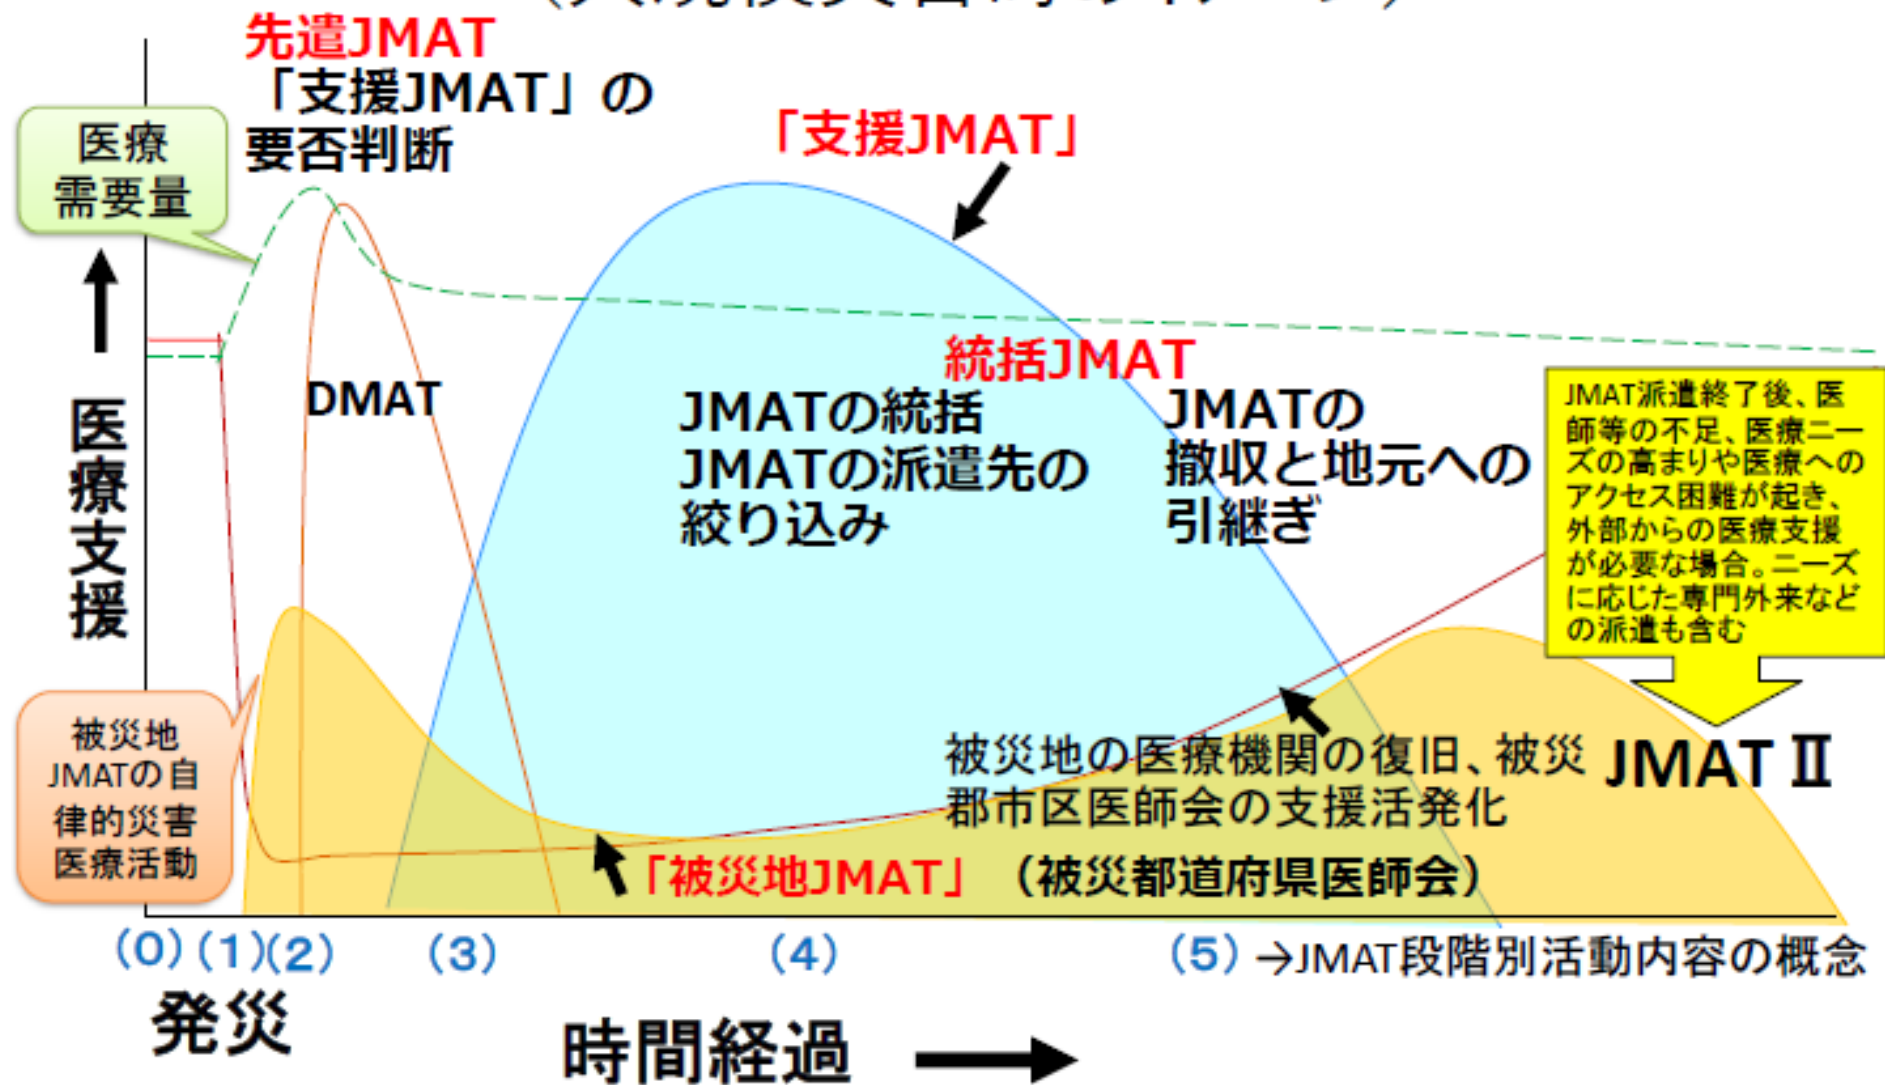 先遣JMAT
「支援JMAT」の
要否判断
医療
需要量
「支援JMAT」
医療支援
DMAT
統括JMAT
JMATの統括
JMATの派遣先の
絞り込み
JMATの
撤収と地元への
引継ぎ
JMAT派遣終了後、医
師等の不足、医療ニー
ズの高まりや医療への
アクセス困難が起き、
外部からの医療支援
が必要な場合。ニーズ
に応じた専門外来など
の派遣も含む
被災地
JMATの自
律的災害
医療活動
被災地の医療機関の復旧、被災
郡市区医師会の支援活発化
JMATⅡ
「被災地JMAT」（被災都道府県医師会）
(0) (1) (2) (3) (4) (5) →JMAT段階別活動内容の概念
発災
時間経過